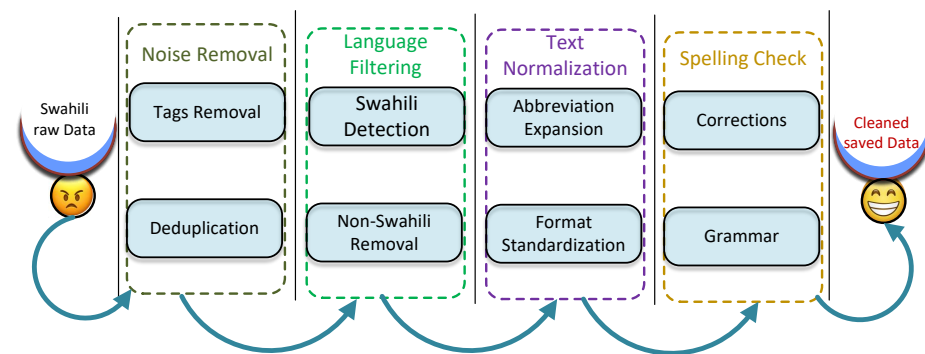 Swahili
raw Data
Noise Removal
Tags Removal
Deduplication
Language
Filtering
Swahili
Detection
Non-Swahili
Removal
Text
Normalization
Abbreviation
Expansion
Format
Standardization
Spelling Check
Corrections
Grammar
Cleaned
saved Data